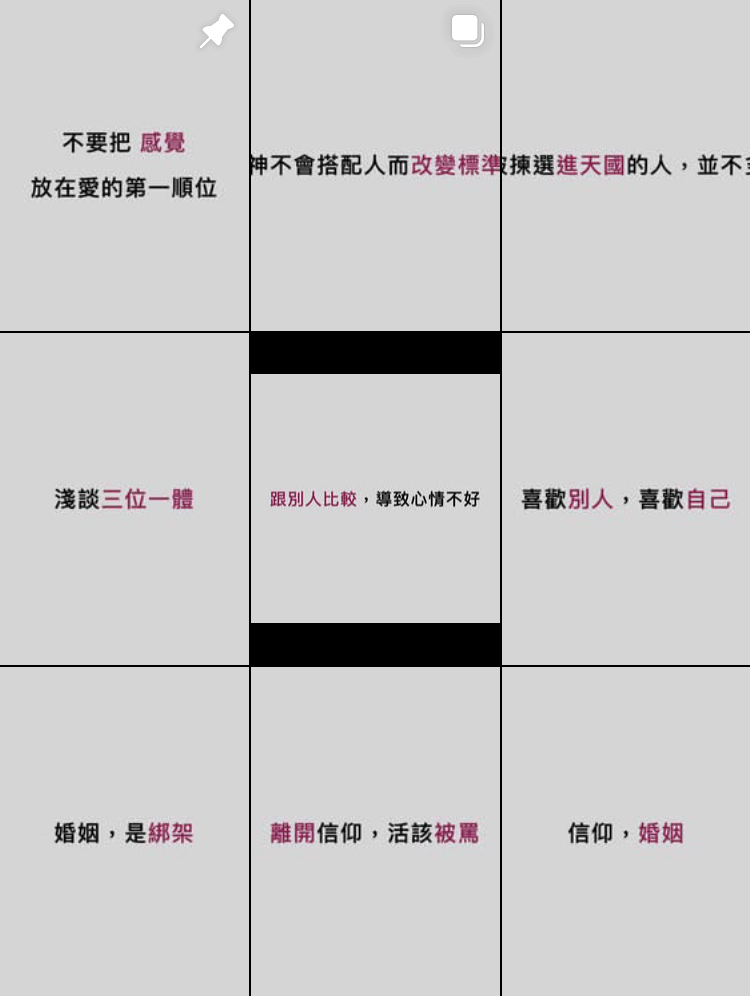 不要把 感覺
放在愛的第一順位
神不會搭配人而改變標準
揀選進天國的人，並不
淺談三位一體
跟別人比較，導致心情不好
喜歡別人，喜歡自己
婚姻，是綁架
離開信仰，活該被罵
信仰，婚姻